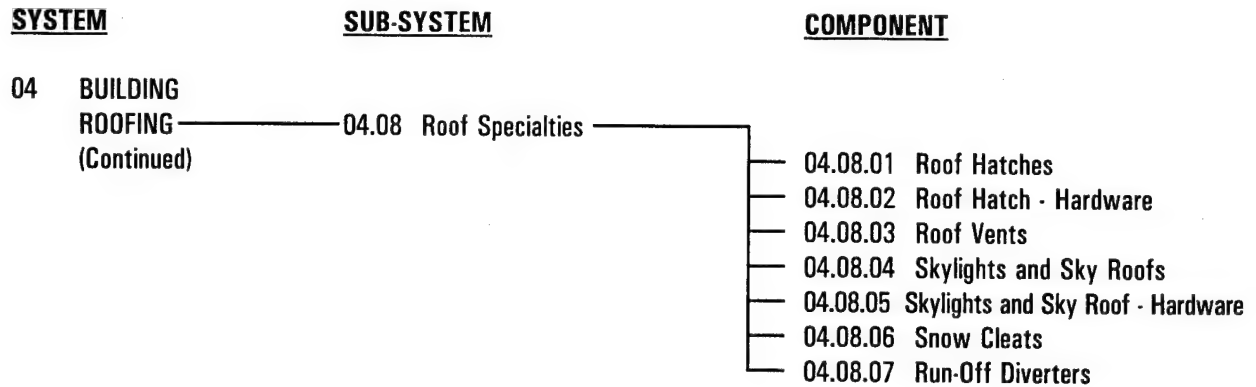 SYSTEM SUB-SYSTEM COMPONENT
04 BUILDING
ROOFING 04.08 Roof Specialties
(Continued)
04.08.01 Roof Hatches
04.08.02 Roof Hatch - Hardware
04.08.03 Roof Vents
04.08.04 Skylights and Sky Roofs
04.08.05 Skylights and Sky Roof - Hardware
04.08.06 Snow Cleats
04.08.07 Run-Off Diverters